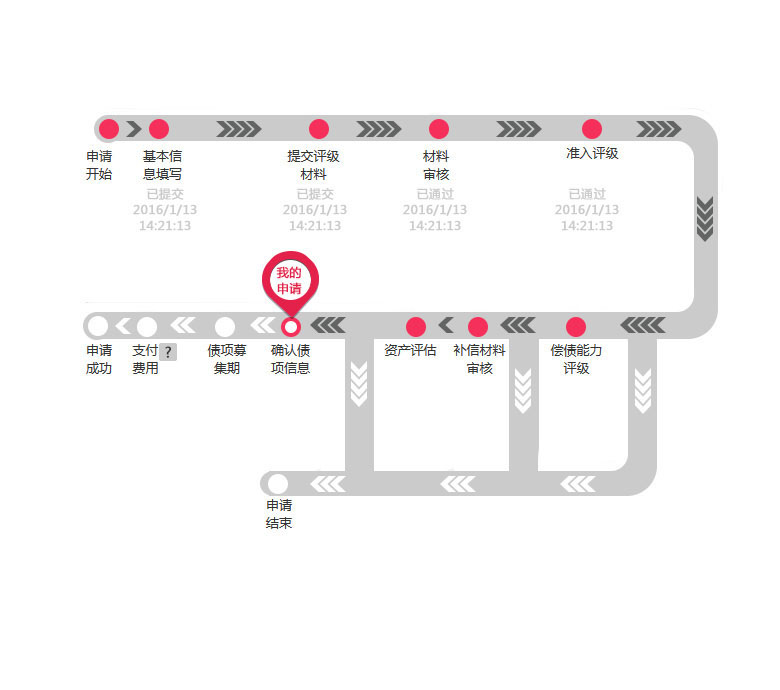 申请
开始
基本信
息填写
已提交
2016/1/13
14:21:13
提交评级
材料
已提交
2016/1/13
14:21:13
材料
审核
已通过
2016/1/13
14:21:13
准入评级
已通过
2016/1/13
14:21:13
我的
申请
申请
成功
支付 ?
费用
债项募
集期
确认债
项信息
资产评估
补信材料
审核
偿债能力
评级
申请
结束